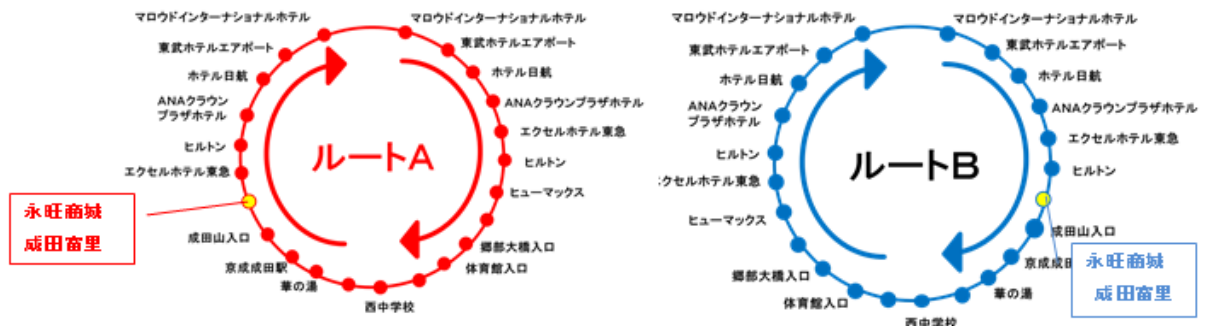 マロウドインターナショナルホテル
東武ホテルエアポート
ホテル日航
ANAクラウン
プラザホテル
ヒルトン
エクセルホテル東急
永旺商城
成田富里
成田山入口
京成成田駅
華の湯
西中学校
体育館入口
郷部大橋入口
ヒューマックス
ヒルトン
エクセルホテル東急
ANAクラウンプラザホテル
ホテル日航
東武ホテルエアポート
マロウドインターナショナルホテル
ルートA
マロウドインターナショナルホテル
東武ホテルエアポート
ホテル日航
ANAクラウン
プラザホテル
ヒルトン
エクセルホテル東急
ヒューマックス
郷部大橋入口
体育館入口
西中学校
華の湯
京成成田
成田山入口
永旺商城
成田富里
ヒルトン
エクセルホテル東急
ANAクラウンプラザホテル
ホテル日航
東武ホテルエアポート
マロウドインターナショナルホテル
ルートB